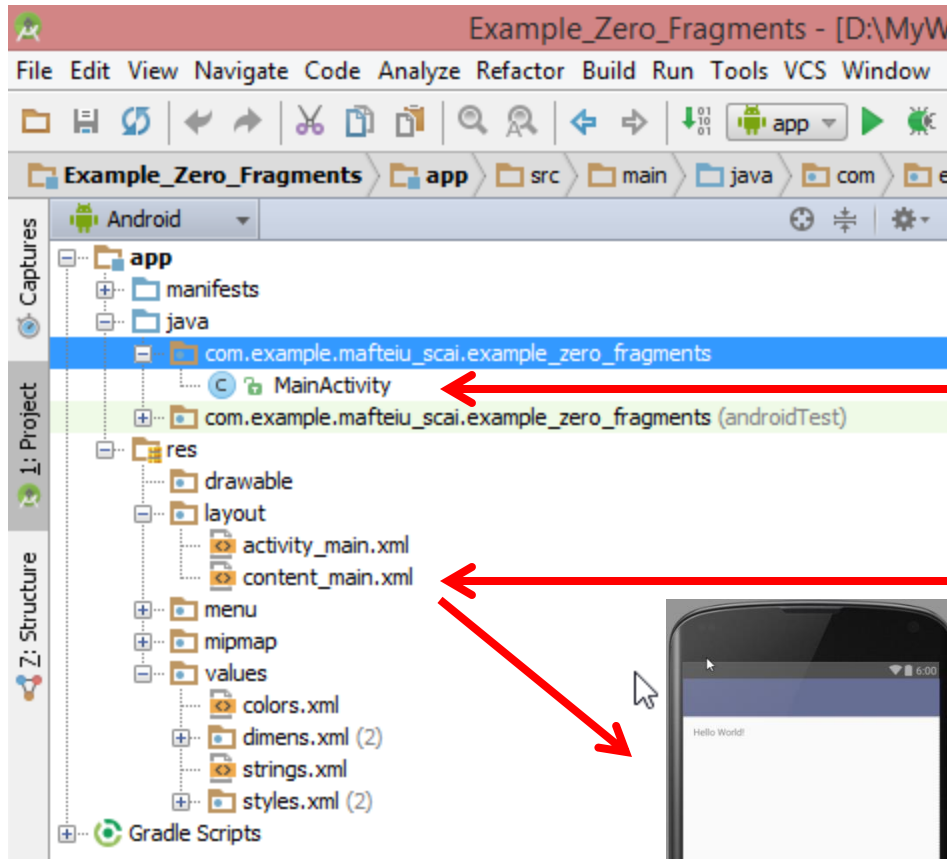 Example_Zero_Fragments - [D:\MyW
File Edit View Navigate Code Analyze Refactor Build Run Tools VCS Window
app
Example_Zero_Fragments app src main java com e
Android
Captures
1: Project
Z: Structure
app
manifests
java
com.example.mafteiu_scai.example_zero_fragments
C MainActivity
com.example.mafteiu_scai.example_zero_fragments (androidTest)
res
drawable
layout
activity_main.xml
content_main.xml
menu
mipmap
values
colors.xml
dimens.xml (2)
strings.xml
styles.xml (2)
Gradle Scripts
6:00
Hello World!